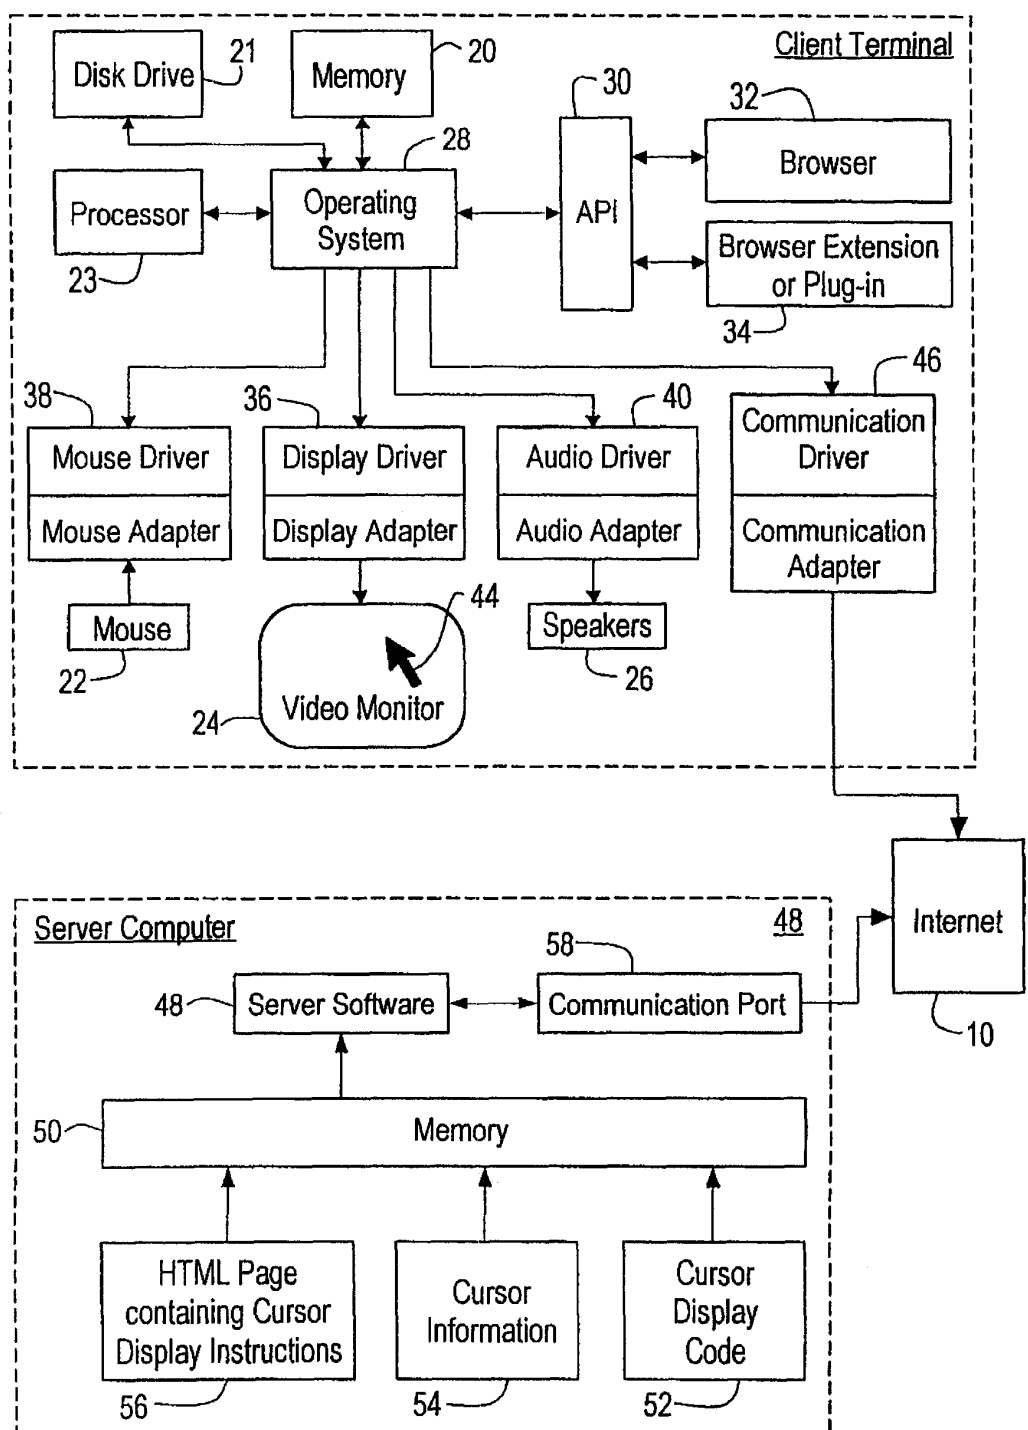 Client Terminal
Disk Drive
21
Memory
20
30
32
Browser
28
Operating
System
API
Processor
23
Browser Extension
or Plug-in
34
46
38
36
40
Mouse Driver
Display Driver
Audio Driver
Communication
Driver
Mouse Adapter
Display Adapter
Audio Adapter
Communication
Adapter
Mouse
22
44
Video Monitor
24
Speakers
26
Internet
10
Server Computer
48
58
48
Server Software
Communication Port
50
Memory
HTML Page
containing Cursor
Display Instructions
56
Cursor
Information
54
Cursor
Display
Code
52